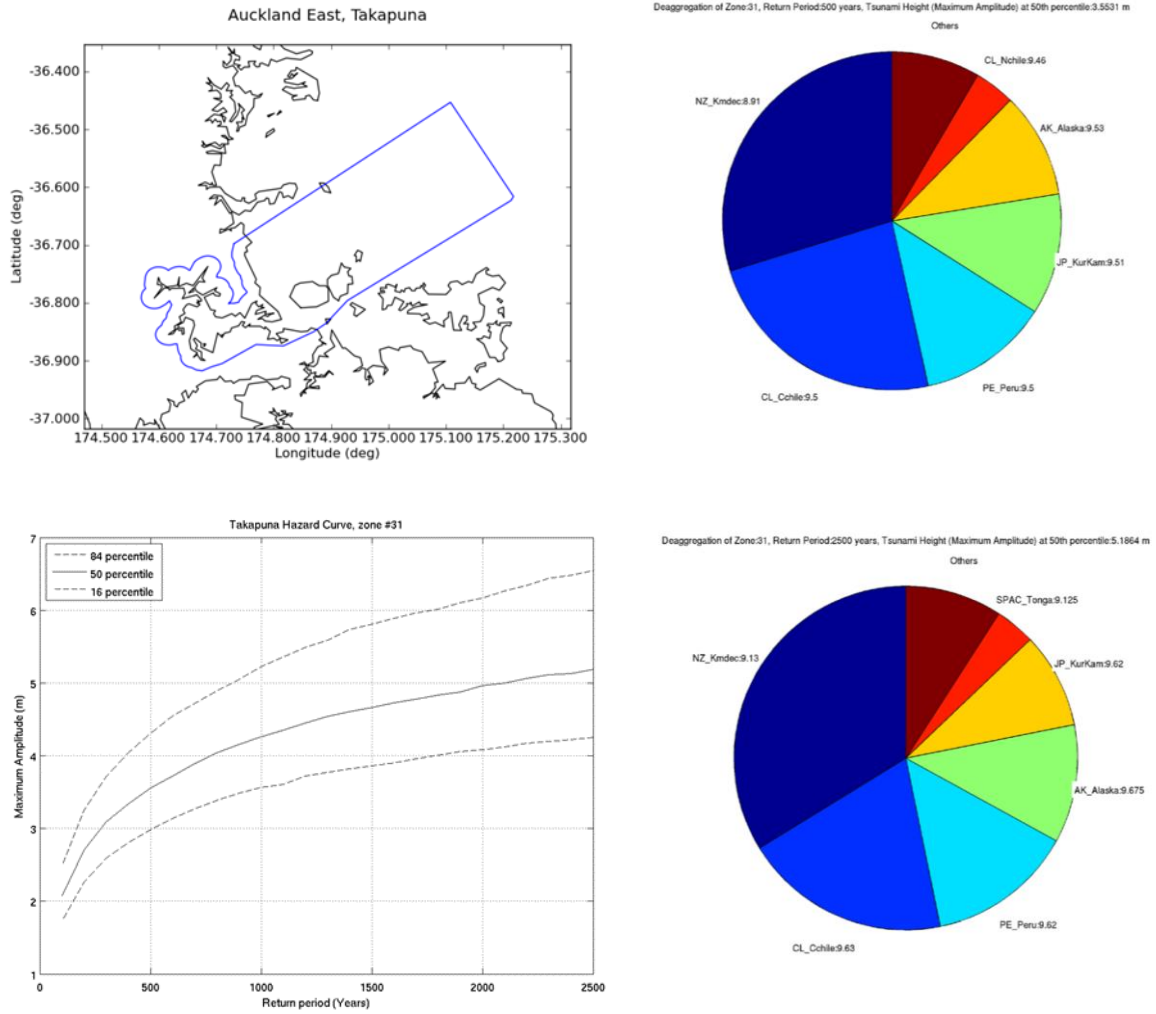 Auckland East, Takapuna
-36.400
-36.500
-36.600
-36.700
-36.800
-36.900
-37.000
Latitude (deg)
174.500 174.600 174.700 174.800 174.900 175.000 175.100 175.200 175.300
Longitude (deg)
Deaggregation of Zone:31, Return Period:500 years, Tsunami Height (Maximum Amplitude) at 50th percentile:3.5531 m
Others
CL_Nchile:9.46
NZ_Kmdec:8.91
AK_Alaska:9.53
JP_KurKam:9.51
PE_Peru:9.5
CL_Cchile:9.5
Takapuna Hazard Curve, zone #31
84 percentile
50 percentile
16 percentile
7
6
5
4
3
2
1
Maximum Amplitude (m)
0 500 1000 1500 2000 2500
Return period (Years)
Deaggregation of Zone:31, Return Period:2500 years, Tsunami Height (Maximum Amplitude) at 50th percentile:5.1864 m
Others
SPAC_Tonga:9.125
NZ_Kmdec:9.13
JP_KurKam:9.62
AK_Alaska:9.675
PE_Peru:9.62
CL_Cchile:9.63